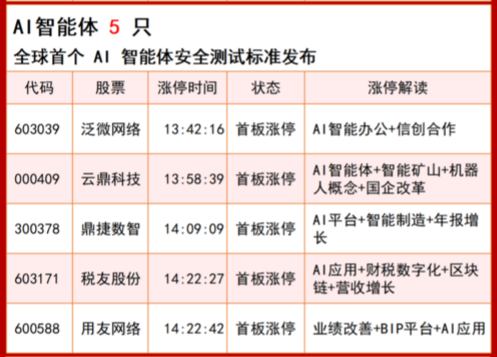 AI智能体 5 只
全球首个 AI 智能体安全测试标准发布
代码 股票 涨停时间 状态 涨停解读
603039 泛微网络 13:42:16 首板涨停 AI智能办公+信创合作
000409 云鼎科技 13:58:39 首板涨停 AI智能体+智能矿山+机器
人概念+国企改革
300378 鼎捷数智 14:09:09 首板涨停 AI平台+智能制造+年报增
长
603171 税友股份 14:22:27 首板涨停 AI应用+财税数字化+区块
链+营收增长
600588 用友网络 14:22:42 首板涨停 业绩改善+BIP平台+AI应用